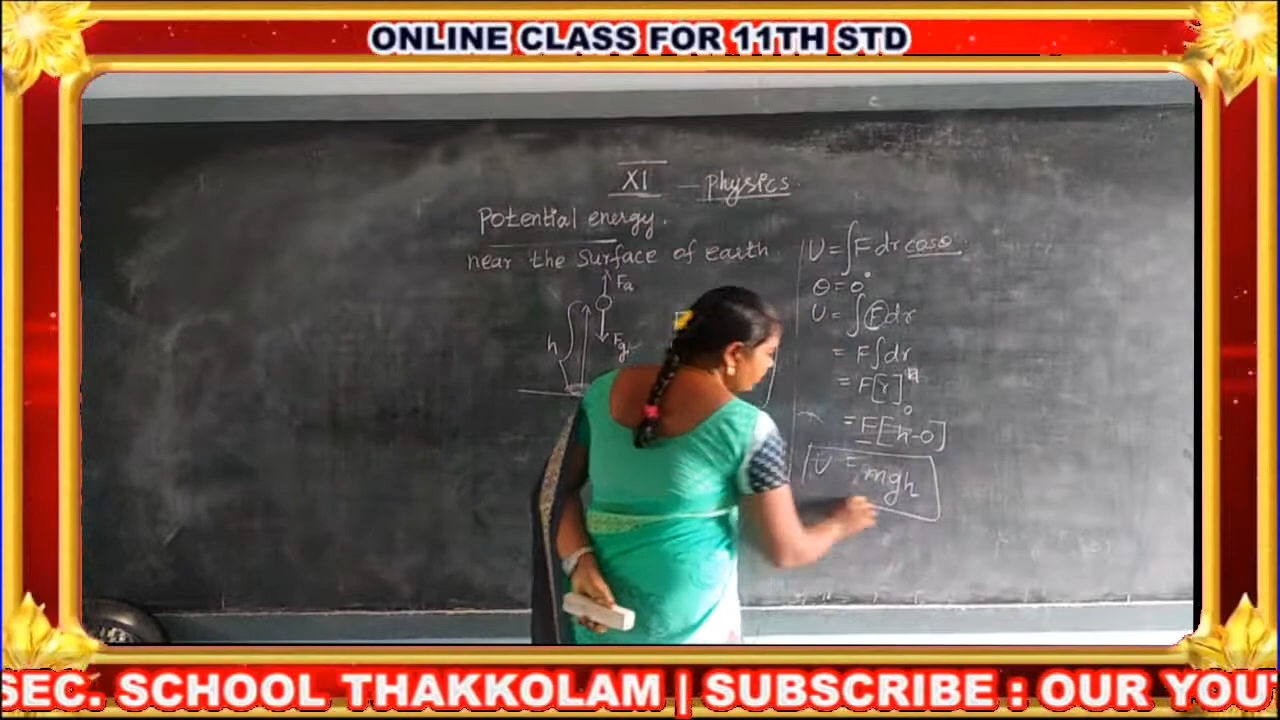 ONLINE CLASS FOR 11TH STD
XI - physics
Potential energy.
near the Surface of earth
Fa
h
Fg
U = ∫F dr cosθ
θ = 0°
U = ∫F dr
= F∫dr
= F[r]
= F[h-0]
U = mgh
SEC. SCHOOL THAKKOLAM | SUBSCRIBE : OUR YOU